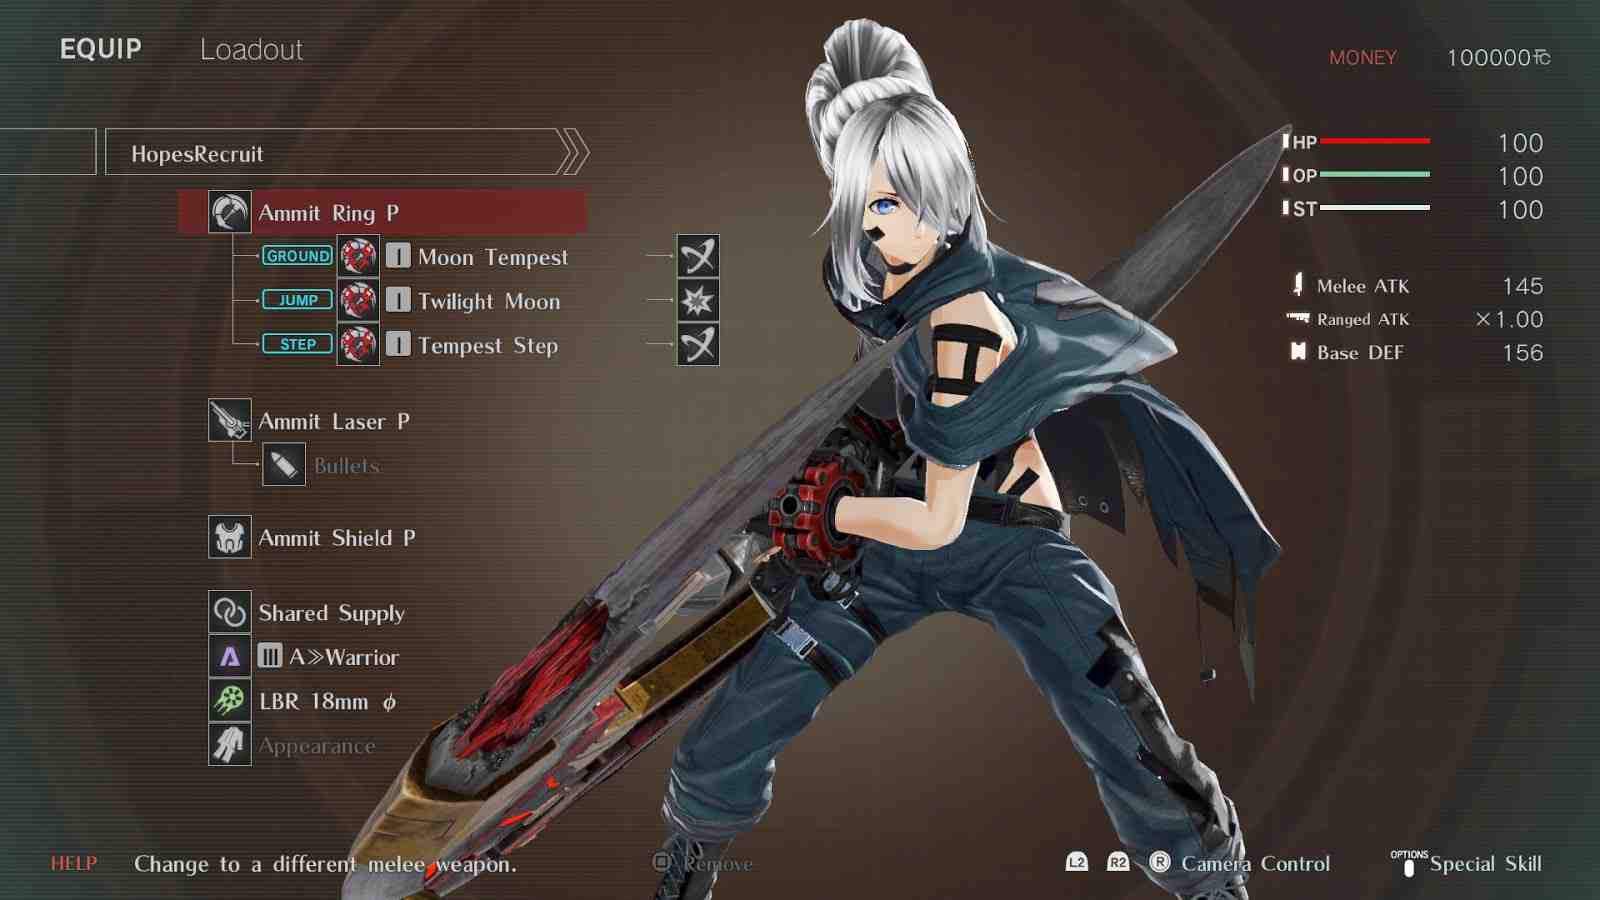 EQUIP Loadout
MONEY 100000FC
HopesRecruit
HP 100
OP 100
ST 100
Ammit Ring P
GROUND I Moon Tempest
JUMP I Twilight Moon
STEP I Tempest Step
Melee ATK 145
Ranged ATK ×1.00
Base DEF 156
Ammit Laser P
Bullets
Ammit Shield P
Shared Supply
III A≫Warrior
LBR 18mm φ
Appearance
HELP Change to a different melee weapon. Remove L2 R2 R Camera Control OPTIONS Special Skill